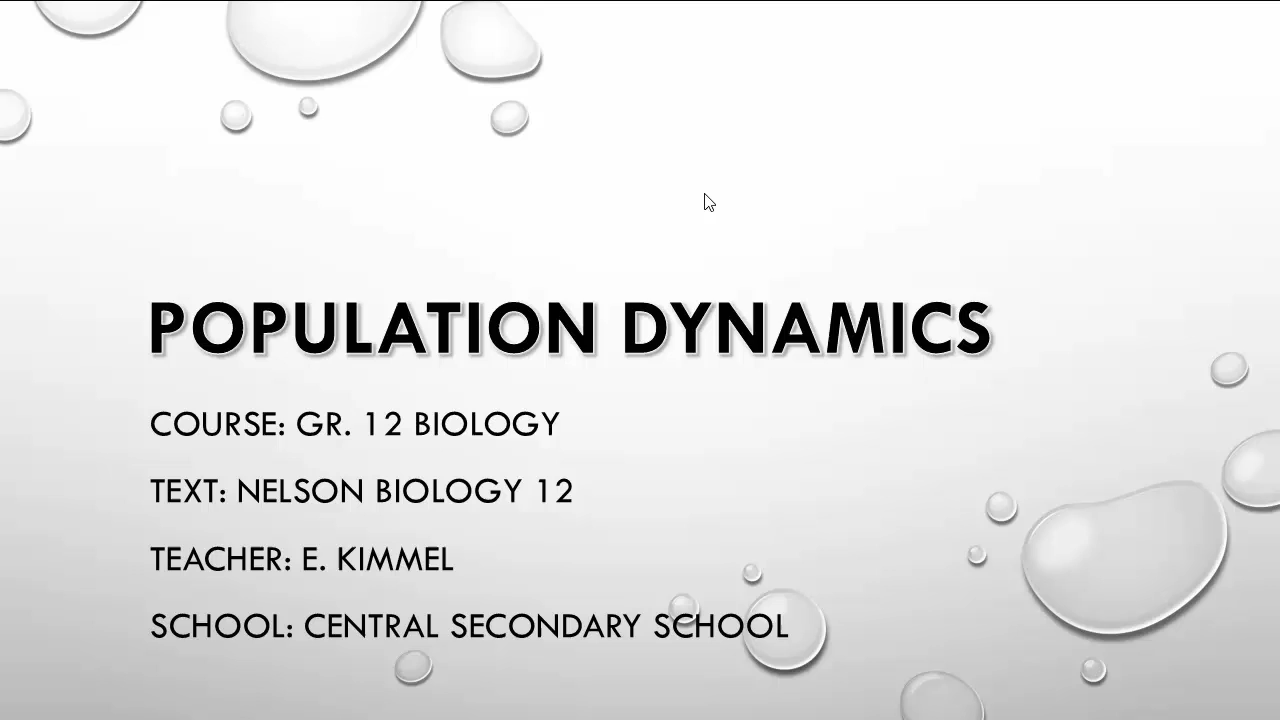 POPULATION DYNAMICS
COURSE: GR. 12 BIOLOGY
TEXT: NELSON BIOLOGY 12
TEACHER: E. KIMMEL
SCHOOL: CENTRAL SECONDARY SCHOOL